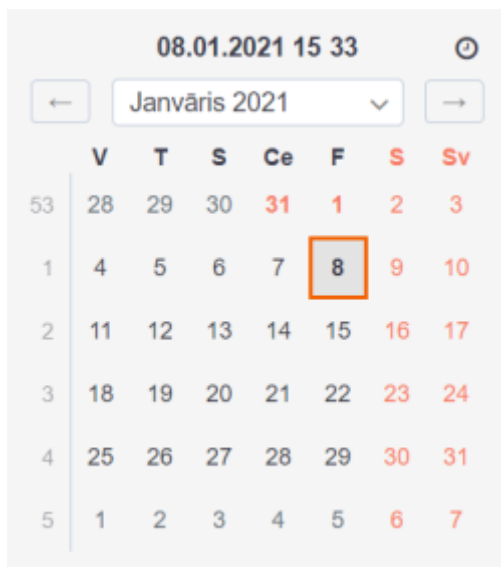 08.01.2021 15 33
← Janvāris 2021 →
V T S Ce F S Sv
53 28 29 30 31 1 2 3
1 4 5 6 7 8 9 10
2 11 12 13 14 15 16 17
3 18 19 20 21 22 23 24
4 25 26 27 28 29 30 31
5 1 2 3 4 5 6 7